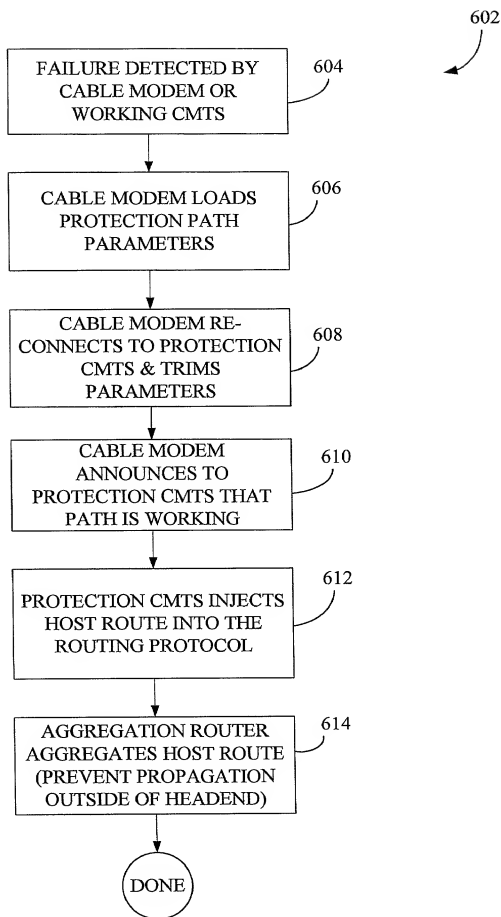 602
FAILURE DETECTED BY
CABLE MODEM OR
WORKING CMTS
604
CABLE MODEM LOADS
PROTECTION PATH
PARAMETERS
606
CABLE MODEM RE-
CONNECTS TO PROTECTION
CMTS & TRIMS
PARAMETERS
608
CABLE MODEM
ANNOUNCES TO
PROTECTION CMTS THAT
PATH IS WORKING
610
PROTECTION CMTS INJECTS
HOST ROUTE INTO THE
ROUTING PROTOCOL
612
AGGREGATION ROUTER
AGGREGATES HOST ROUTE
(PREVENT PROPAGATION
OUTSIDE OF HEADEND)
614
DONE